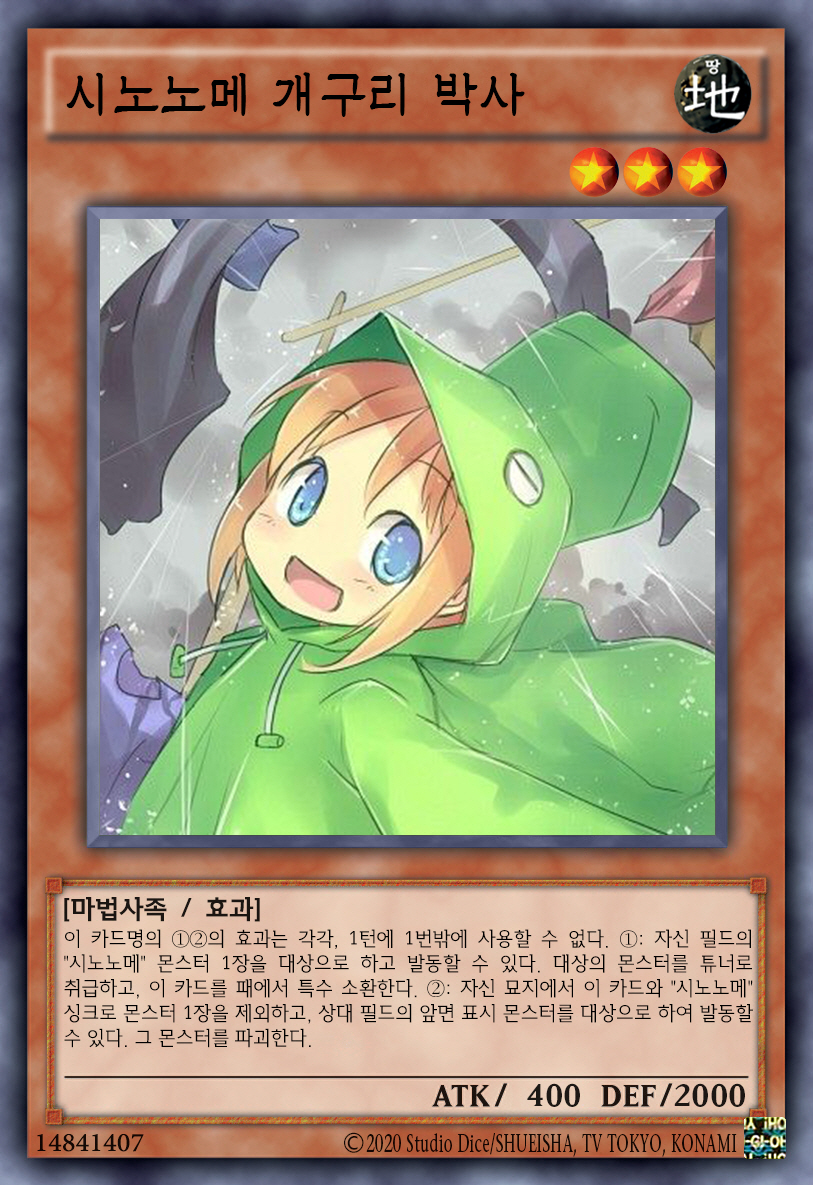 시노노메 개구리 박사
땅
地
[마법사족 / 효과]
이 카드명의 ①②의 효과는 각각, 1턴에 1번밖에 사용할 수 없다. ①: 자신 필드의
"시노노메" 몬스터 1장을 대상으로 하고 발동할 수 있다. 대상의 몬스터를 튜너로
취급하고, 이 카드를 패에서 특수 소환한다. ②: 자신 묘지에서 이 카드와 "시노노메"
싱크로 몬스터 1장을 제외하고, 상대 필드의 앞면 표시 몬스터를 대상으로 하여 발동할
수 있다. 그 몬스터를 파괴한다.
ATK/ 400 DEF/2000
14841407 ©2020 Studio Dice/SHUEISHA, TV TOKYO, KONAMI